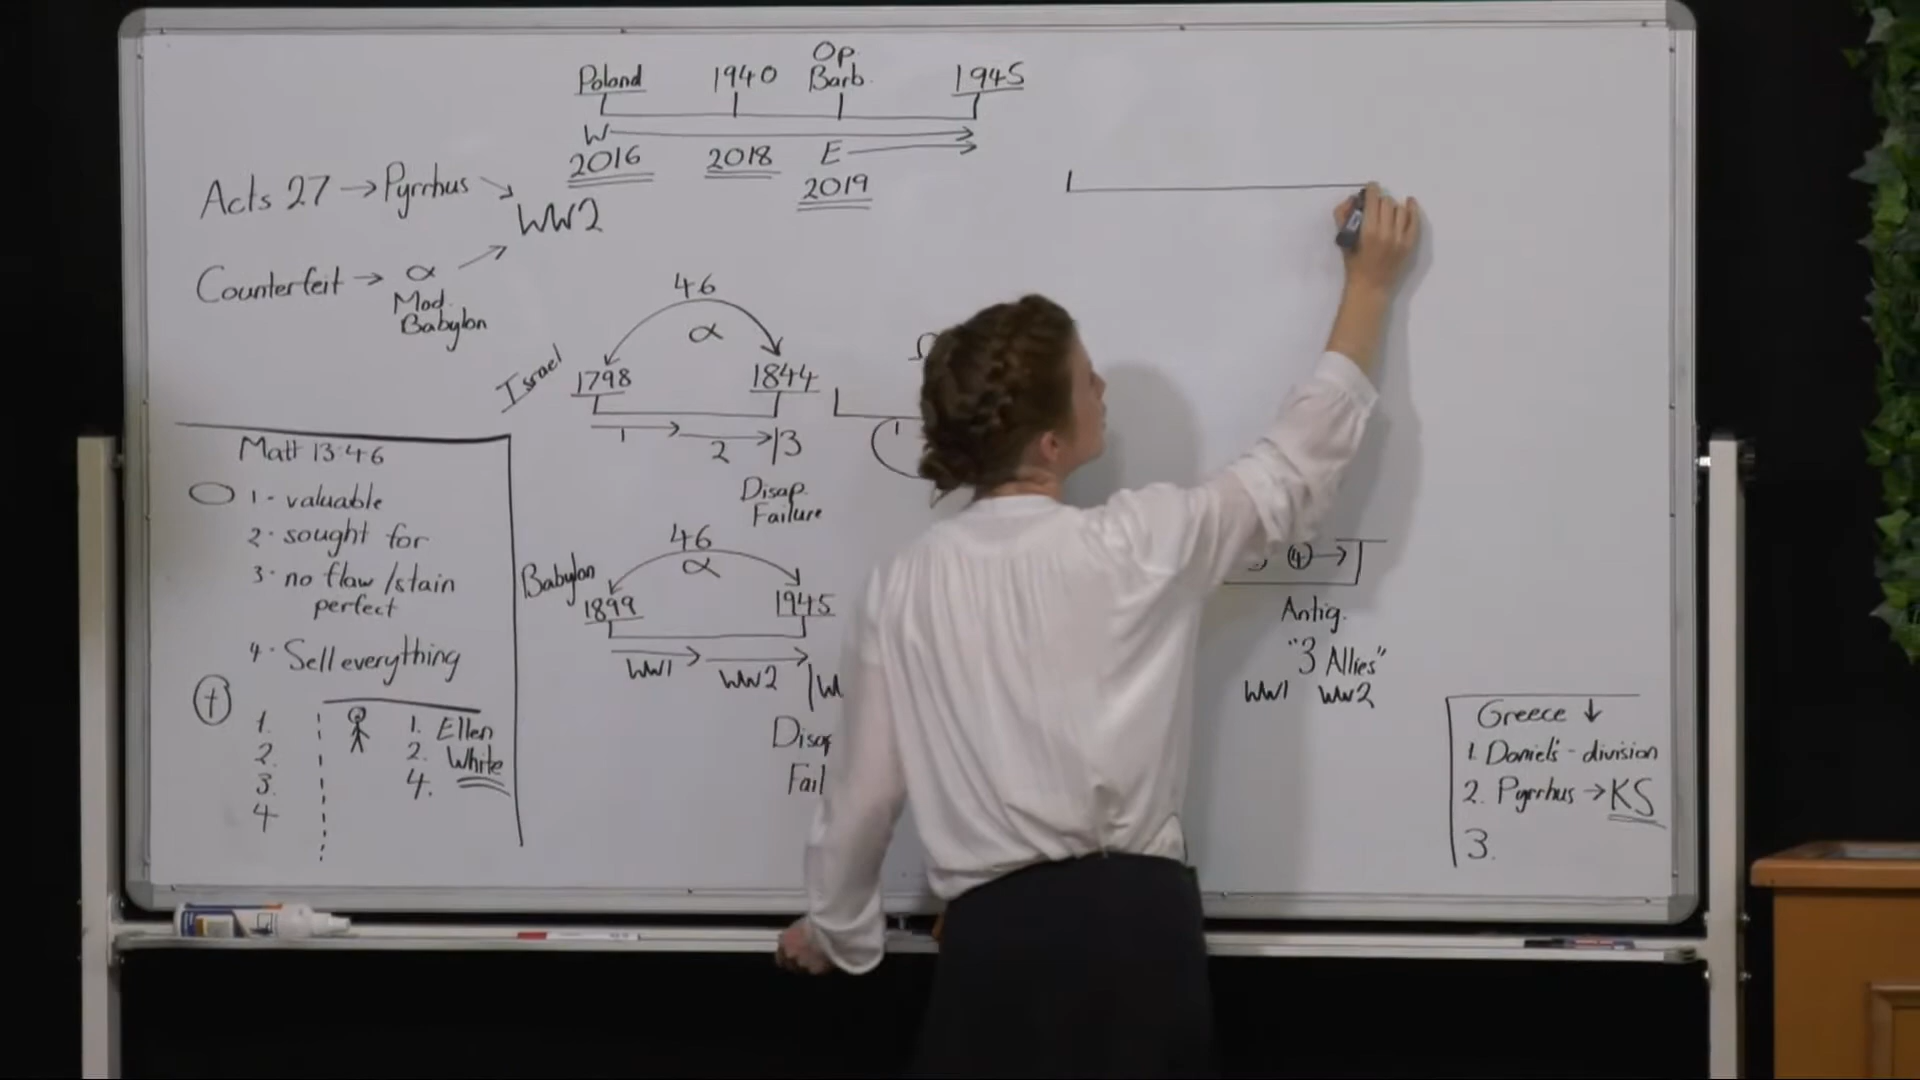 Poland 1940 Op. Barb. 1945
W
2016 2018 E
2019
Acts 27 → Pyrrhus
WW2
Counterfeit → α
Mod.
Babylon
46
α
Israel
1798 1844
1 2 3
Disap.
Failure
1
46
α
Babylon
1899 1945
WW1 WW2
Matt 13:46
1 - valuable
2 - sought for
3 - no flaw/stain
perfect
4 - Sell everything
1.
2.
3.
4
1. Ellen
2. White
4.
④ →
Antig.
"3 Allies"
WW1 WW2
Greece ↓
1. Daniel's - division
2. Pyrrhus → KS
3.